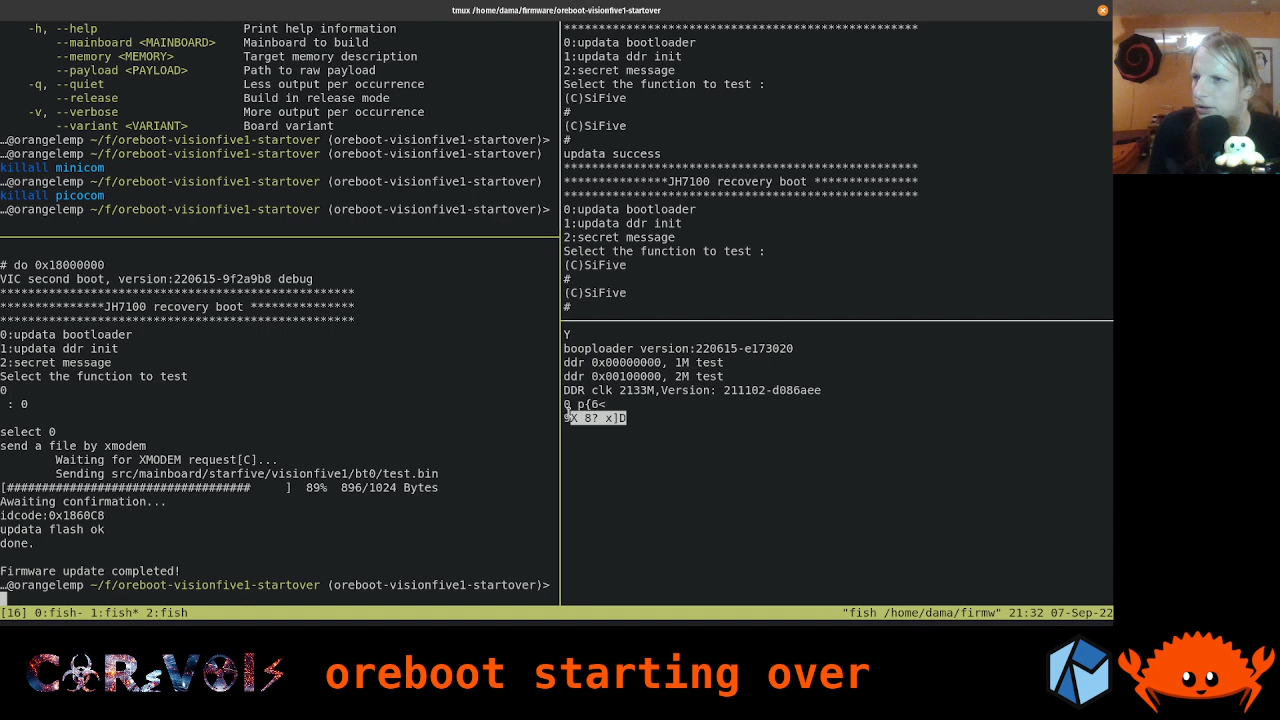 tmux /home/dama/firmware/oreboot-visionfive1-startover
-h, --help Print help information
--mainboard <MAINBOARD> Mainboard to build
--memory <MEMORY> Target memory description
--payload <PAYLOAD> Path to raw payload
-q, --quiet Less output per occurrence
--release Build in release mode
-v, --verbose More output per occurrence
--variant <VARIANT> Board variant
…@orangelemp ~/f/oreboot-visionfive1-startover (oreboot-visionfive1-startover)>
…@orangelemp ~/f/oreboot-visionfive1-startover (oreboot-visionfive1-startover)
killall minicom
…@orangelemp ~/f/oreboot-visionfive1-startover (oreboot-visionfive1-startover)
killall picocom
…@orangelemp ~/f/oreboot-visionfive1-startover (oreboot-visionfive1-startover)>
# do 0x18000000
VIC second boot, version:220615-9f2a9b8 debug
***************************************************
***************JH7100 recovery boot ***************
***************************************************
0:updata bootloader
1:updata ddr init
2:secret message
Select the function to test
0
: 0
select 0
send a file by xmodem
Waiting for XMODEM request[C]...
Sending src/mainboard/starfive/visionfive1/bt0/test.bin
[################################### ] 89% 896/1024 Bytes
Awaiting confirmation...
idcode:0x1860C8
updata flash ok
done.
Firmware update completed!
…@orangelemp ~/f/oreboot-visionfive1-startover (oreboot-visionfive1-startover)>
***************************************************
0:updata bootloader
1:updata ddr init
2:secret message
Select the function to test :
(C)SiFive
#
(C)SiFive
#
updata success
***************************************************
***************JH7100 recovery boot ***************
***************************************************
0:updata bootloader
1:updata ddr init
2:secret message
Select the function to test :
(C)SiFive
#
(C)SiFive
#
Y
booploader version:220615-e173020
ddr 0x00000000, 1M test
ddr 0x00100000, 2M test
DDR clk 2133M,Version: 211102-d086aee
0 p{6<
X 8? x]D
[16] 0:fish- 1:fish* 2:fish "fish /home/dama/firmw" 21:32 07-Sep-22
oreboot starting over